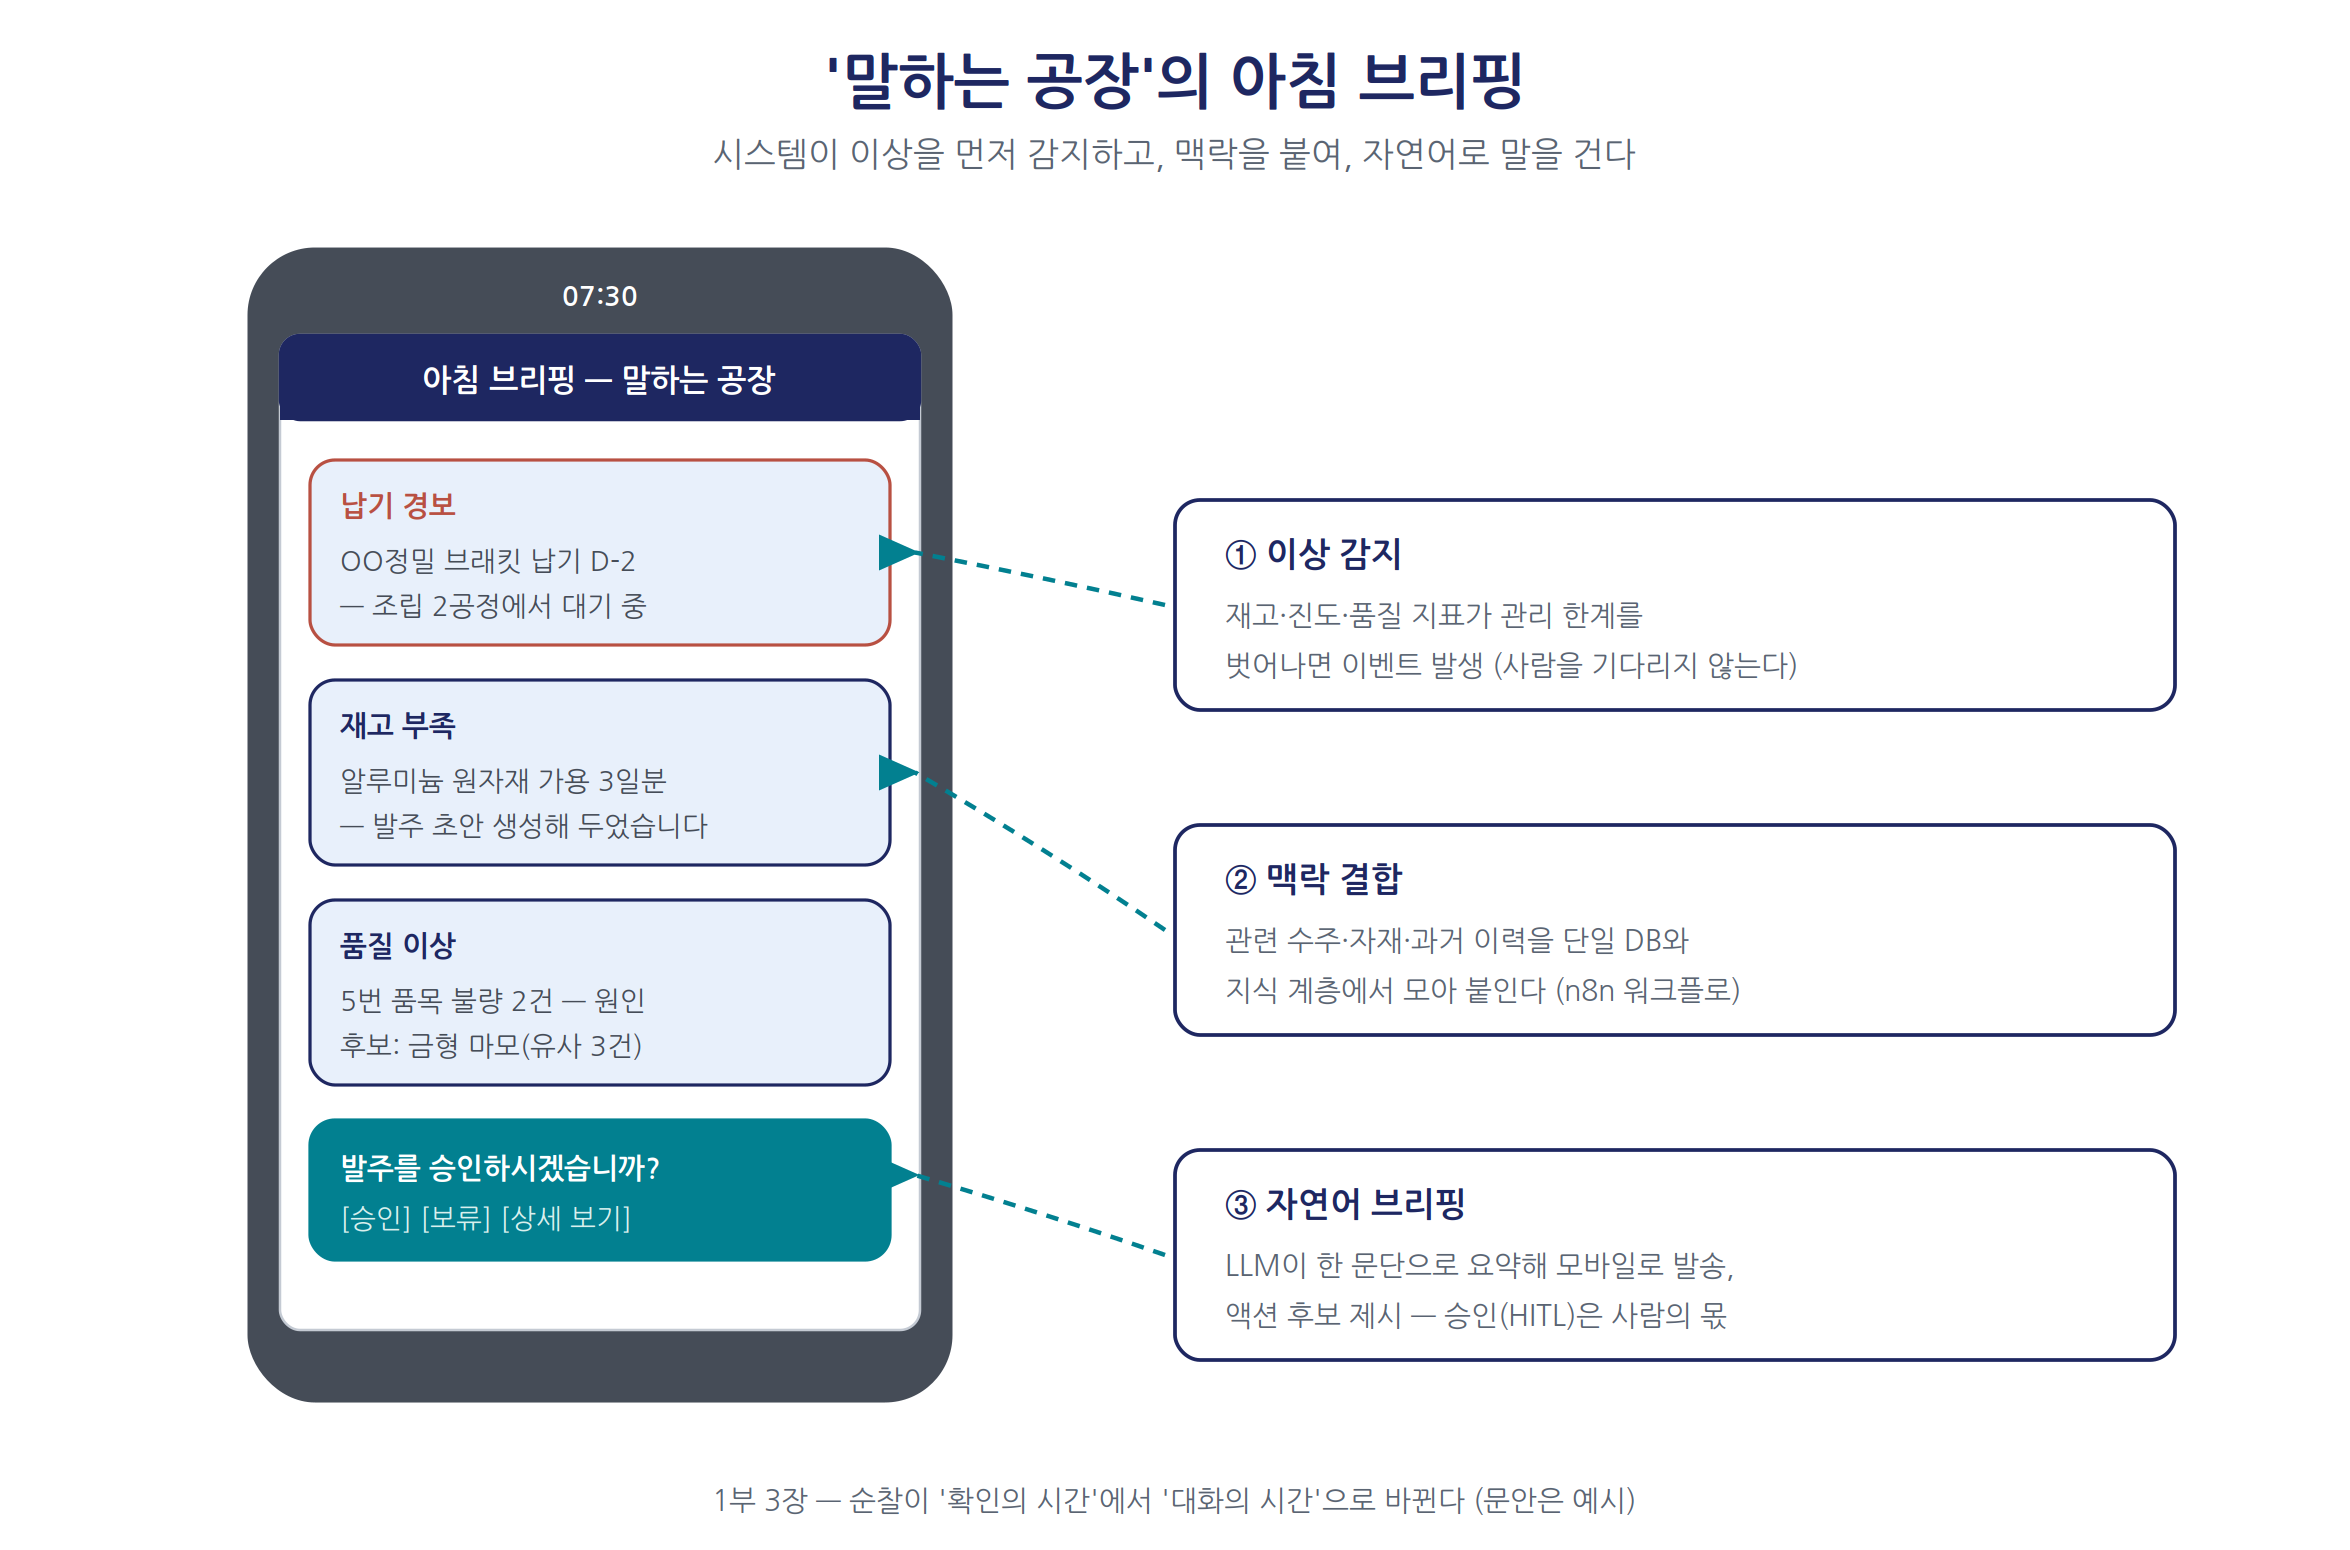 '말하는 공장'의 아침 브리핑
시스템이 이상을 먼저 감지하고, 맥락을 붙여, 자연어로 말을 건다
07:30
아침 브리핑 — 말하는 공장
납기 경보
OO정밀 브래킷 납기 D-2
— 조립 2공정에서 대기 중
재고 부족
알루미늄 원자재 가용 3일분
— 발주 초안 생성해 두었습니다
품질 이상
5번 품목 불량 2건 — 원인
후보: 금형 마모(유사 3건)
발주를 승인하시겠습니까?
[승인] [보류] [상세 보기]
① 이상 감지
재고·진도·품질 지표가 관리 한계를
벗어나면 이벤트 발생 (사람을 기다리지 않는다)
② 맥락 결합
관련 수주·자재·과거 이력을 단일 DB와
지식 계층에서 모아 붙인다 (n8n 워크플로)
③ 자연어 브리핑
LLM이 한 문단으로 요약해 모바일로 발송,
액션 후보 제시 — 승인(HITL)은 사람의 몫
1부 3장 — 순찰이 '확인의 시간'에서 '대화의 시간'으로 바뀐다 (문안은 예시)